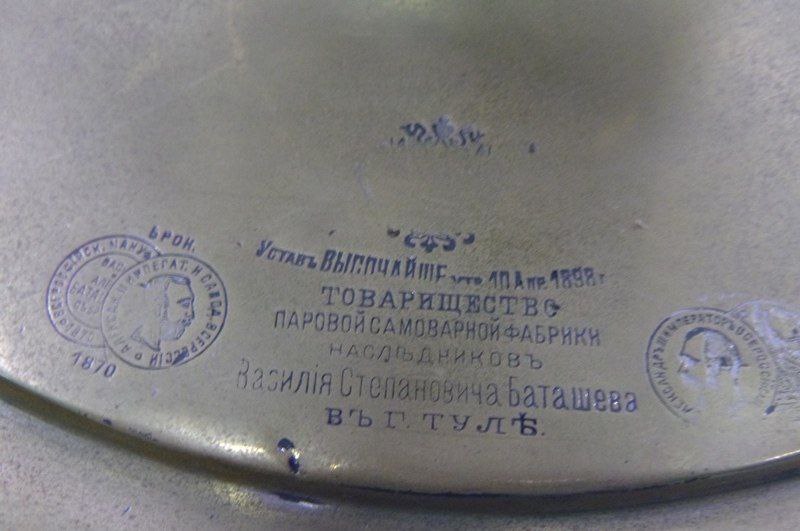 БРОН.
Уставъ ВЫСОЧАЙШЕ утв. 10 Апр. 1898 г
ТОВАРИЩЕСТВО
ПАРОВОЙ САМОВАРНОЙ ФАБРИКИ
НАСЛѢДНИКОВЪ
Василія Степановича Баташева
ВЪ Г. ТУЛѢ.
1870